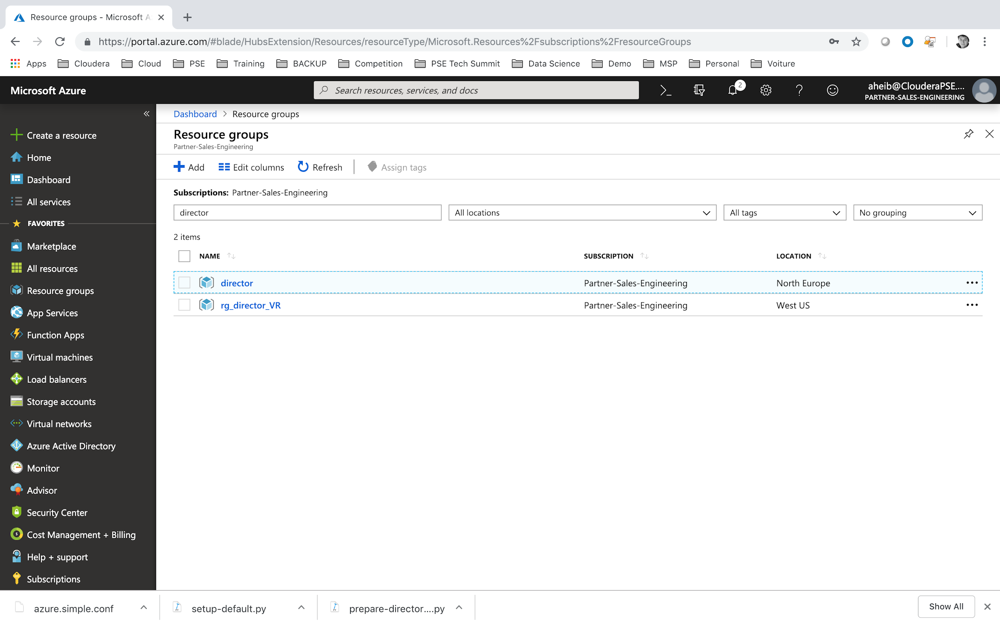 Resource groups - Microsoft A
https://portal.azure.com/#blade/HubsExtension/Resources/resourceType/Microsoft.Resources%2Fsubscriptions%2FresourceGroups
Apps Cloudera Cloud PSE Training BACKUP Competition PSE Tech Summit Data Science Demo MSP Personal Voiture
Microsoft Azure Search resources, services, and docs 2 aheib@ClouderaPSE....
PARTNER-SALES-ENGINEERING
Dashboard > Resource groups
Resource groups
Partner-Sales-Engineering
Add Edit columns Refresh Assign tags
Subscriptions: Partner-Sales-Engineering
director All locations All tags No grouping
2 items
NAME SUBSCRIPTION LOCATION
director Partner-Sales-Engineering North Europe
rg_director_VR Partner-Sales-Engineering West US
Create a resource
Home
Dashboard
All services
FAVORITES
Marketplace
All resources
Resource groups
App Services
Function Apps
Virtual machines
Load balancers
Storage accounts
Virtual networks
Azure Active Directory
Monitor
Advisor
Security Center
Cost Management + Billing
Help + support
Subscriptions
azure.simple.conf setup-default.py prepare-director....py Show All